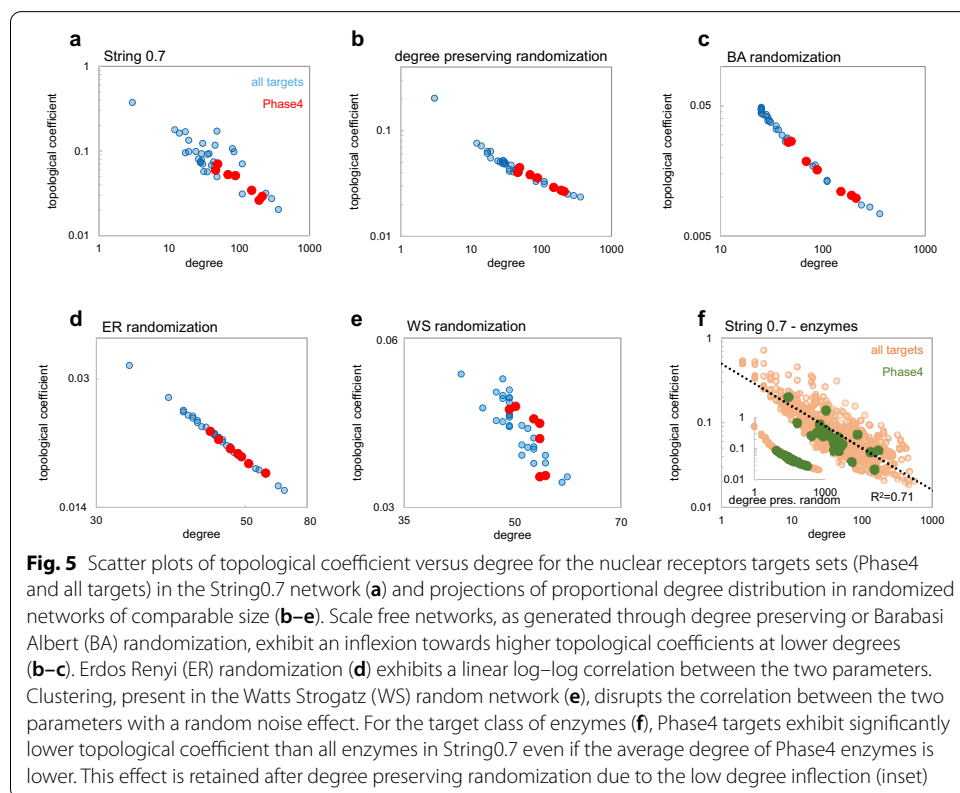 a
String 0.7
topological coefficient
1
0.1
0.01
1
10
100
1000
degree
all targets
Phase4
b
degree preserving randomization
topological coefficient
0.1
0.01
1
10
100
1000
degree
c
BA randomization
topological coefficient
0.05
0.005
10
100
1000
degree
d
ER randomization
topological coefficient
0.03
0.014
30
50
80
degree
e
WS randomization
topological coefficient
0.06
0.03
35
50
70
degree
f
String 0.7 - enzymes
topological coefficient
1
0.1
0.01
1
10
100
1000
degree
all targets
Phase4
1
0.1
0.01
1
1000
degree pres. random
R²=0.71
Fig. 5 Scatter plots of topological coefficient versus degree for the nuclear receptors targets sets (Phase4
and all targets) in the String0.7 network (a) and projections of proportional degree distribution in randomized
networks of comparable size (b–e). Scale free networks, as generated through degree preserving or Barabasi
Albert (BA) randomization, exhibit an inflexion towards higher topological coefficients at lower degrees
(b–c). Erdos Renyi (ER) randomization (d) exhibits a linear log–log correlation between the two parameters.
Clustering, present in the Watts Strogatz (WS) random network (e), disrupts the correlation between the two
parameters with a random noise effect. For the target class of enzymes (f), Phase4 targets exhibit significantly
lower topological coefficient than all enzymes in String0.7 even if the average degree of Phase4 enzymes is
lower. This effect is retained after degree preserving randomization due to the low degree inflection (inset)